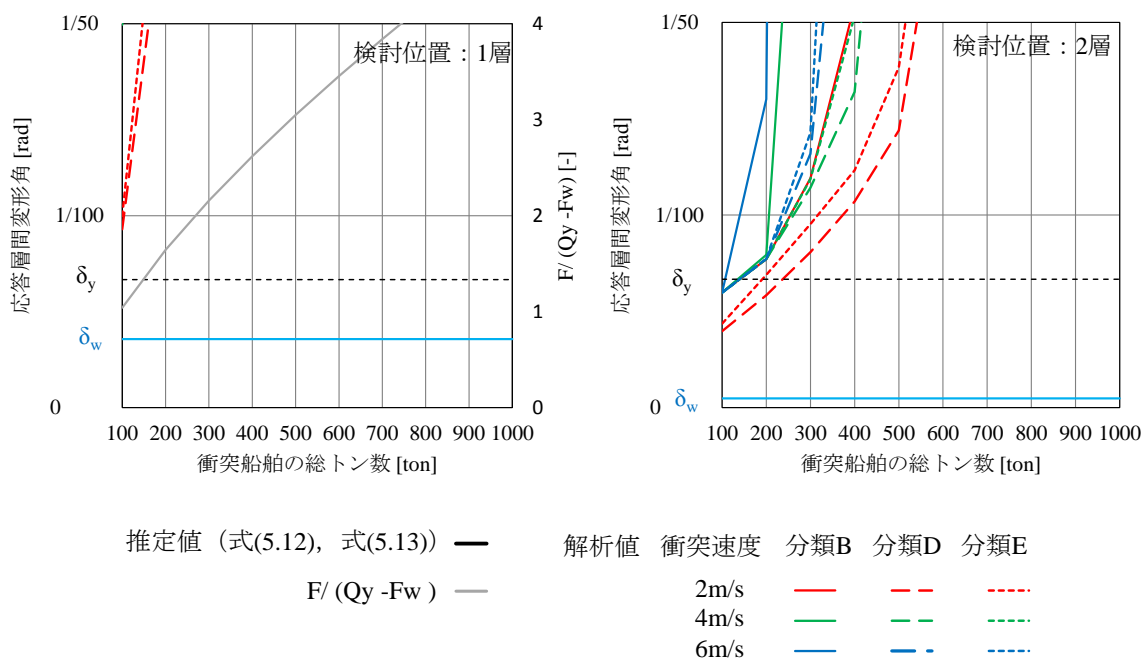 1/50
検討位置：1層
1/100
δy
δw
0
応答層間変形角 [rad]
4
3
2
1
0
F/ (Qy -Fw) [-]
100 200 300 400 500 600 700 800 900 1000
衝突船舶の総トン数 [ton]
1/50
検討位置：2層
1/100
δy
0 δw
応答層間変形角 [rad]
100 200 300 400 500 600 700 800 900 1000
衝突船舶の総トン数 [ton]
推定値（式(5.12)，式(5.13)）
F/ (Qy -Fw )
解析値 衝突速度 分類B 分類D 分類E
2m/s
4m/s
6m/s